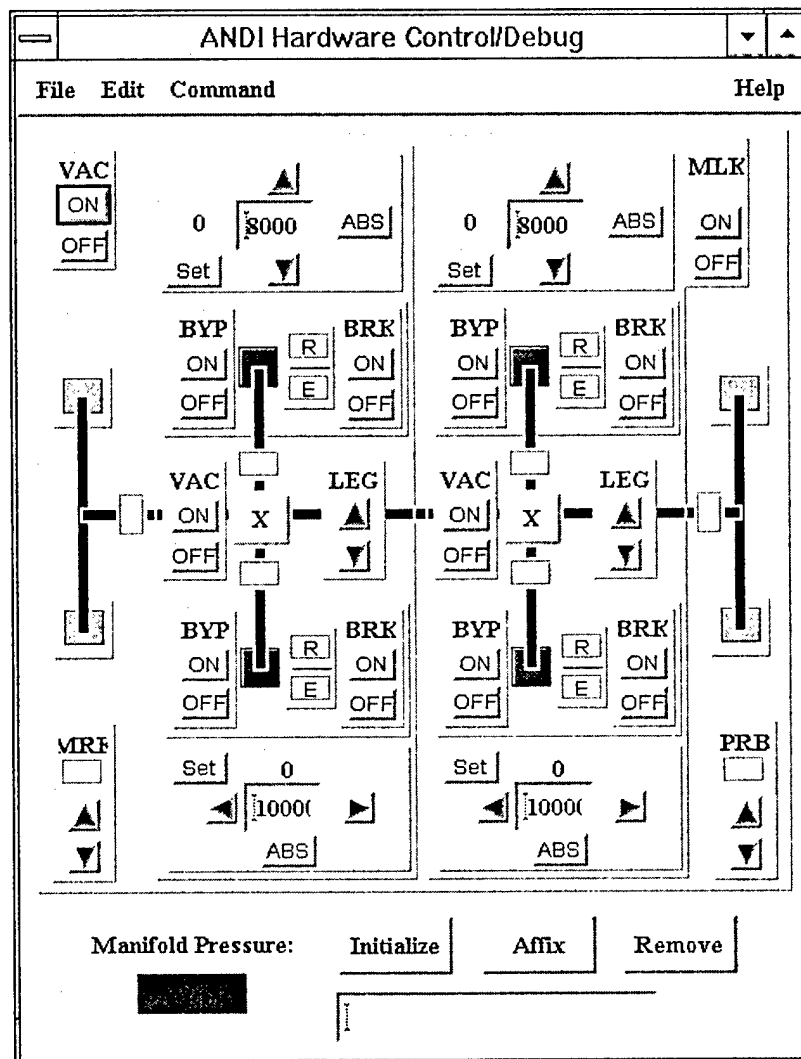 ANDI Hardware Control/Debug
File Edit Command Help
VAC MLK
ON 0 8000 ABS 0 8000 ABS ON
OFF Set Set OFF
BYP R BRK BYP R BRK
ON E ON ON E ON
OFF OFF OFF OFF
VAC LEG VAC LEG
ON X ON X
OFF OFF
BYP R BRK BYP R BRK
ON E ON ON E ON
OFF OFF OFF OFF
MRK PRB
Set 0 Set 0
1000( 1000(
ABS ABS
Manifold Pressure: Initialize Affix Remove